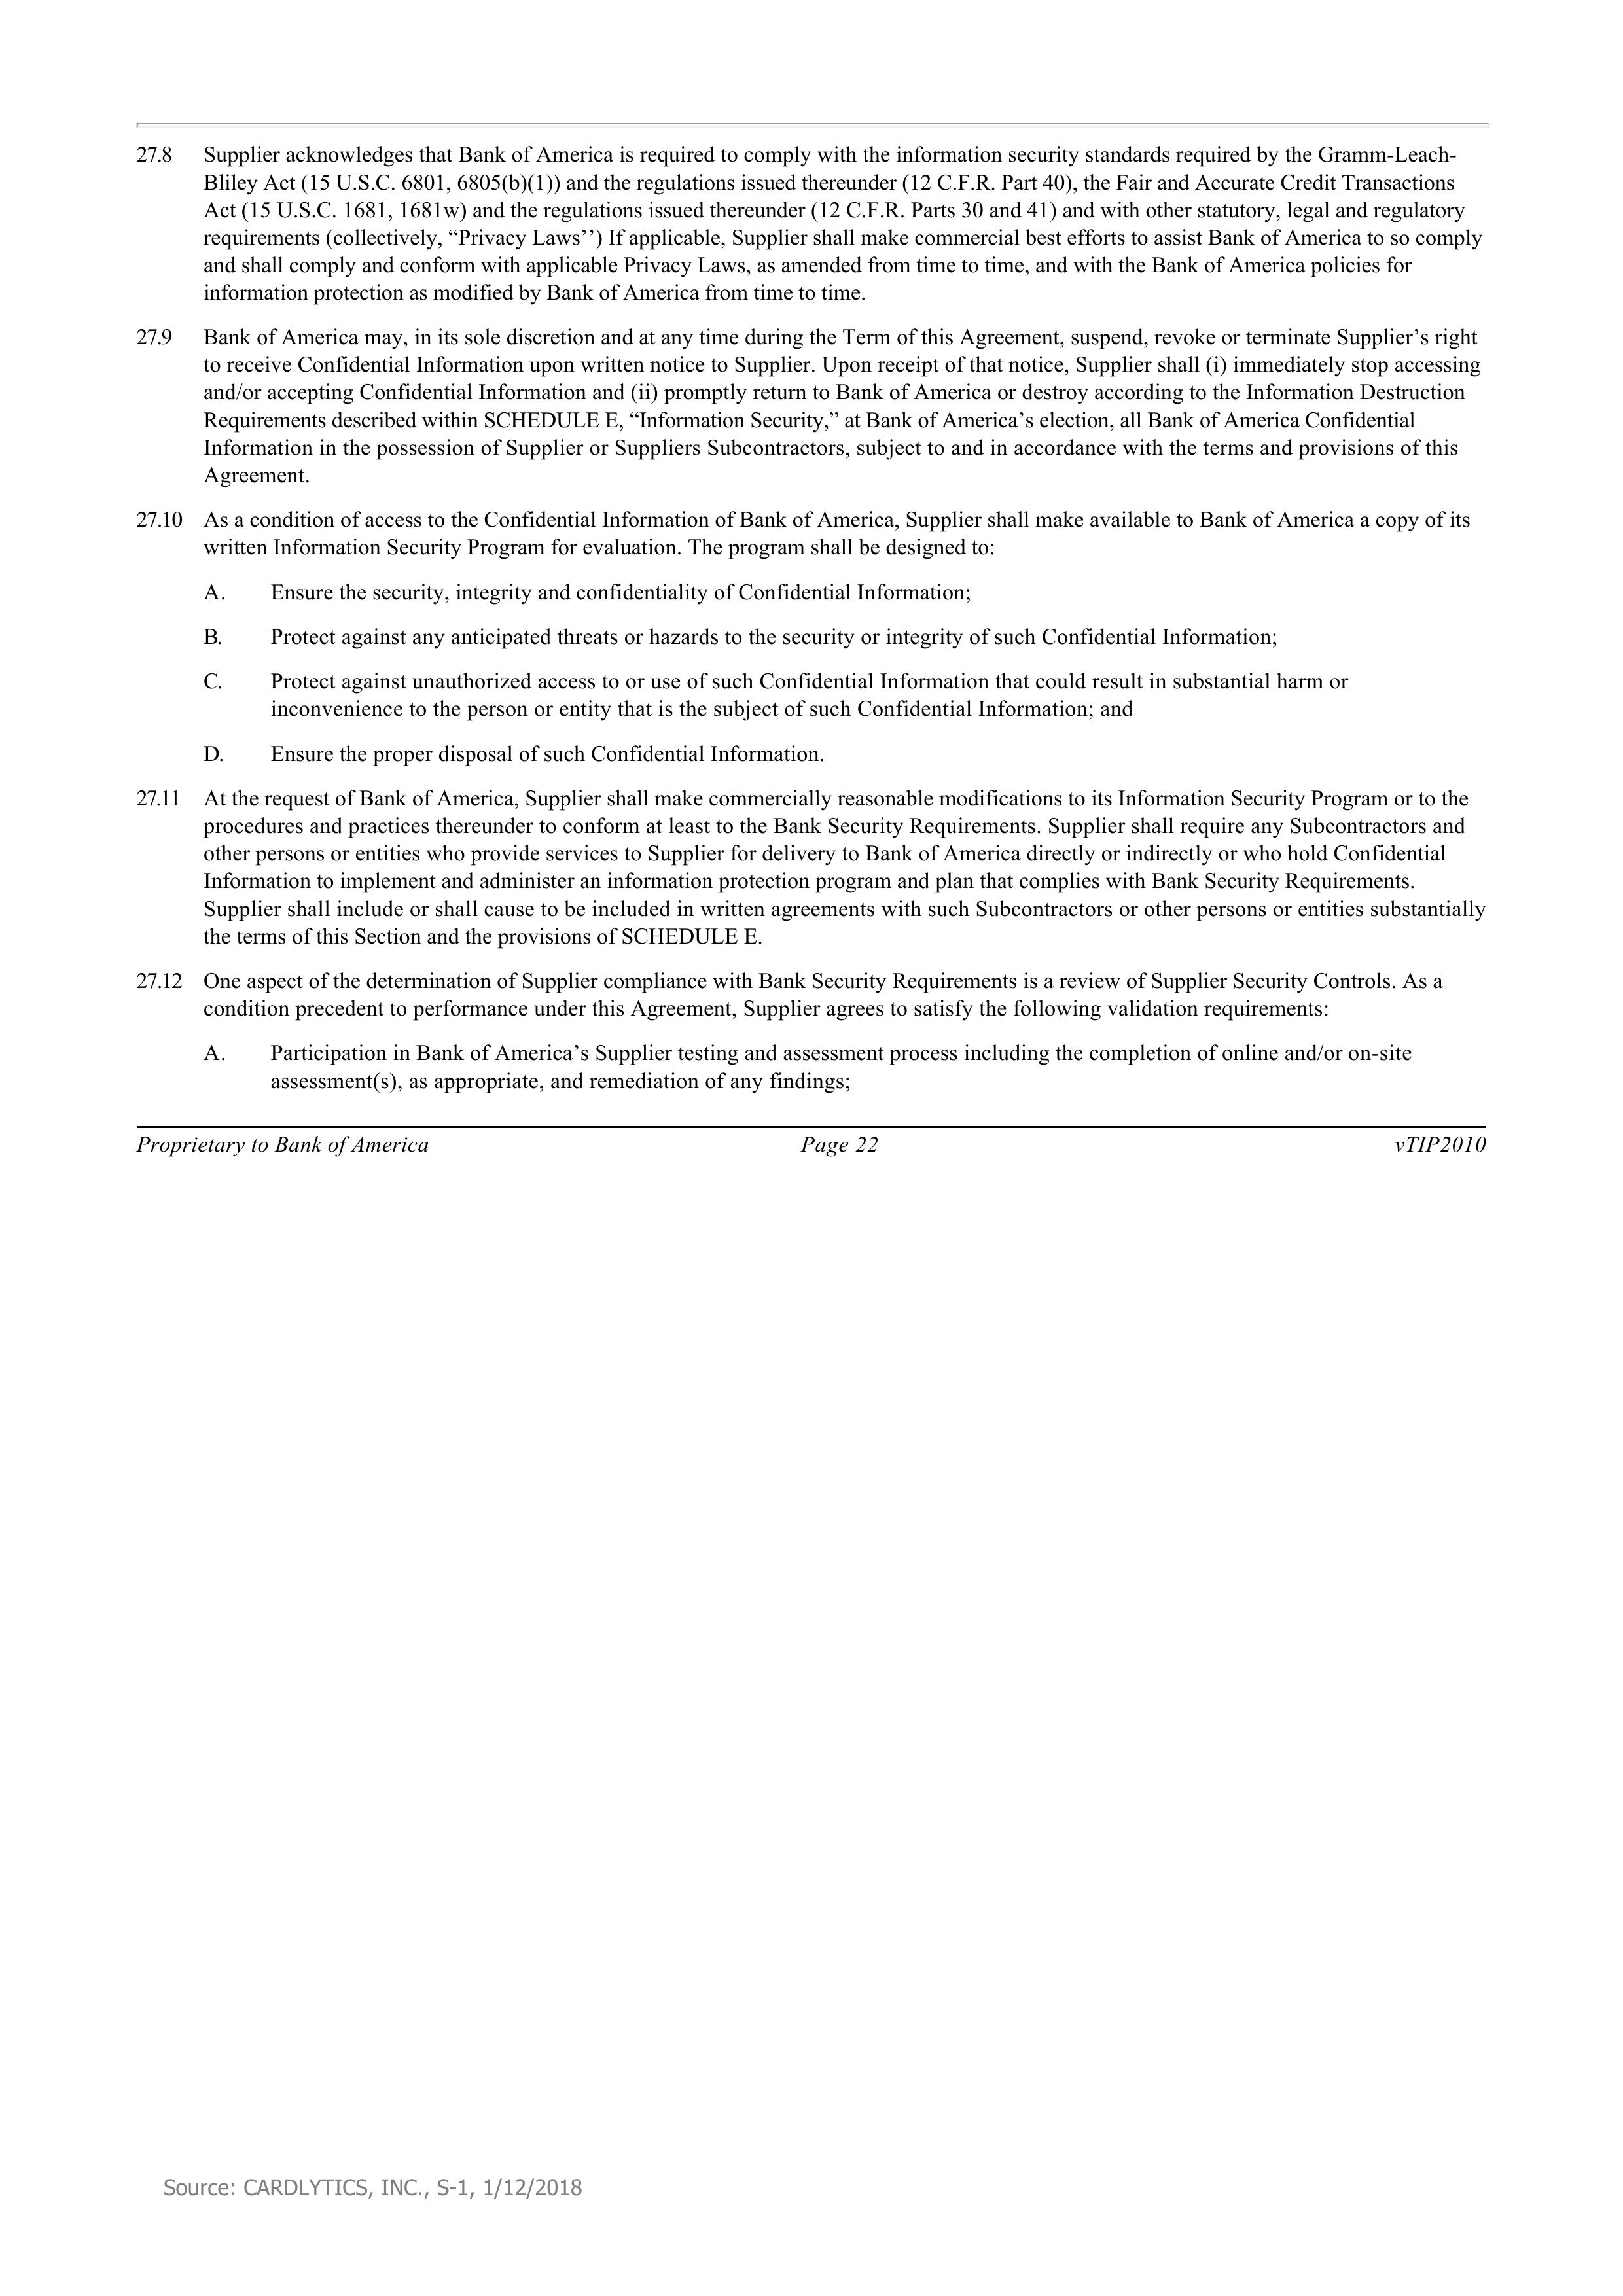 27.8 Supplier acknowledges that Bank of America is required to comply with the information security standards required by the Gramm-Leach-
Bliley Act (15 U.S.C. 6801, 6805(b)(1)) and the regulations issued thereunder (12 C.F.R. Part 40), the Fair and Accurate Credit Transactions
Act (15 U.S.C. 1681, 1681w) and the regulations issued thereunder (12 C.F.R. Parts 30 and 41) and with other statutory, legal and regulatory
requirements (collectively, “Privacy Laws’’) If applicable, Supplier shall make commercial best efforts to assist Bank of America to so comply
and shall comply and conform with applicable Privacy Laws, as amended from time to time, and with the Bank of America policies for
information protection as modified by Bank of America from time to time.
27.9 Bank of America may, in its sole discretion and at any time during the Term of this Agreement, suspend, revoke or terminate Supplier’s right
to receive Confidential Information upon written notice to Supplier. Upon receipt of that notice, Supplier shall (i) immediately stop accessing
and/or accepting Confidential Information and (ii) promptly return to Bank of America or destroy according to the Information Destruction
Requirements described within SCHEDULE E, “Information Security,” at Bank of America’s election, all Bank of America Confidential
Information in the possession of Supplier or Suppliers Subcontractors, subject to and in accordance with the terms and provisions of this
Agreement.
27.10 As a condition of access to the Confidential Information of Bank of America, Supplier shall make available to Bank of America a copy of its
written Information Security Program for evaluation. The program shall be designed to:
A. Ensure the security, integrity and confidentiality of Confidential Information;
B. Protect against any anticipated threats or hazards to the security or integrity of such Confidential Information;
C. Protect against unauthorized access to or use of such Confidential Information that could result in substantial harm or
inconvenience to the person or entity that is the subject of such Confidential Information; and
D. Ensure the proper disposal of such Confidential Information.
27.11 At the request of Bank of America, Supplier shall make commercially reasonable modifications to its Information Security Program or to the
procedures and practices thereunder to conform at least to the Bank Security Requirements. Supplier shall require any Subcontractors and
other persons or entities who provide services to Supplier for delivery to Bank of America directly or indirectly or who hold Confidential
Information to implement and administer an information protection program and plan that complies with Bank Security Requirements.
Supplier shall include or shall cause to be included in written agreements with such Subcontractors or other persons or entities substantially
the terms of this Section and the provisions of SCHEDULE E.
27.12 One aspect of the determination of Supplier compliance with Bank Security Requirements is a review of Supplier Security Controls. As a
condition precedent to performance under this Agreement, Supplier agrees to satisfy the following validation requirements:
A. Participation in Bank of America’s Supplier testing and assessment process including the completion of online and/or on-site
assessment(s), as appropriate, and remediation of any findings;
Proprietary to Bank of America Page 22 vTIP2010
Source: CARDLYTICS, INC., S-1, 1/12/2018